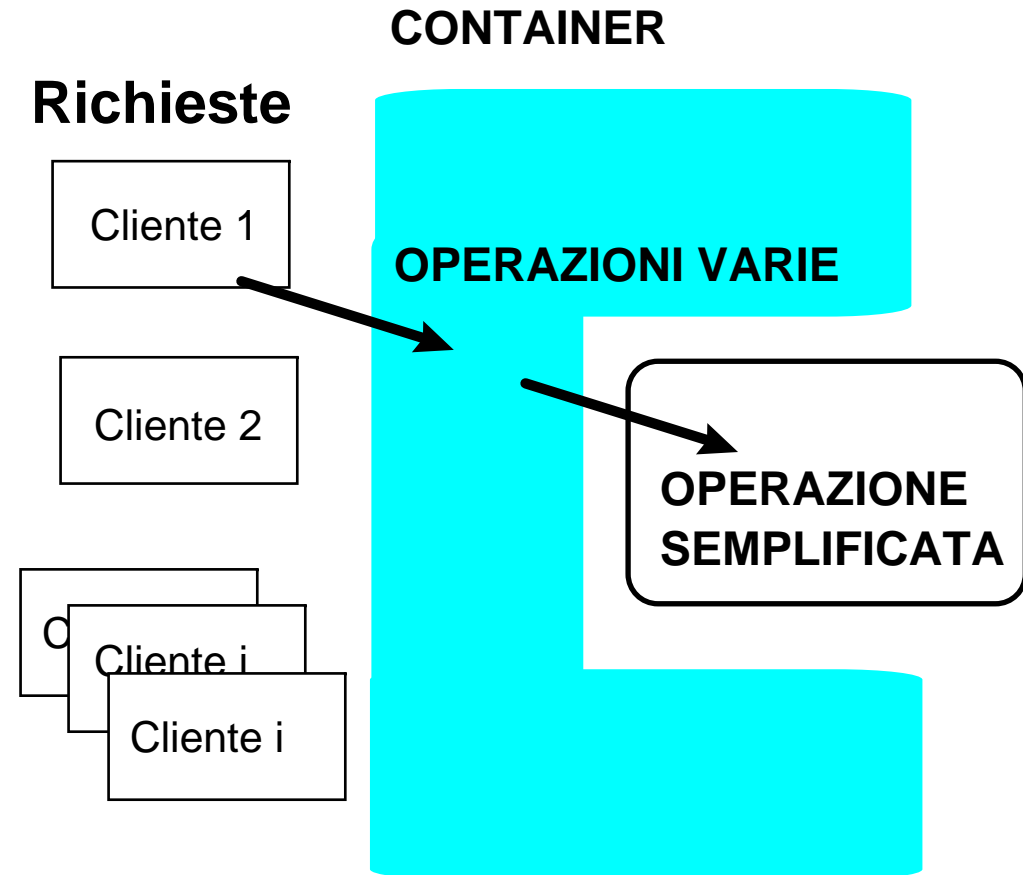 CONTAINER
Richieste
Cliente 1
OPERAZIONI VARIE
Cliente 2
OPERAZIONE
SEMPLIFICATA
Cliente i
Cliente i